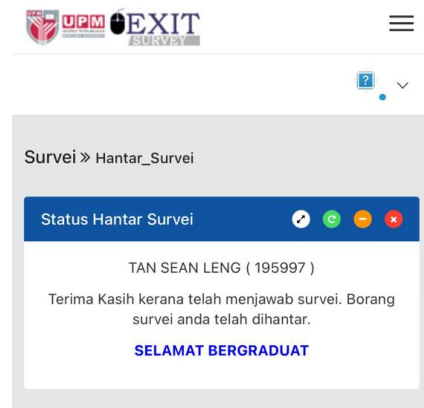 UPM EXIT
SURVEY
?
Survei » Hantar_Survei
Status Hantar Survei
TAN SEAN LENG ( 195997 )
Terima Kasih kerana telah menjawab survei. Borang
survei anda telah dihantar.
SELAMAT BERGRADUAT